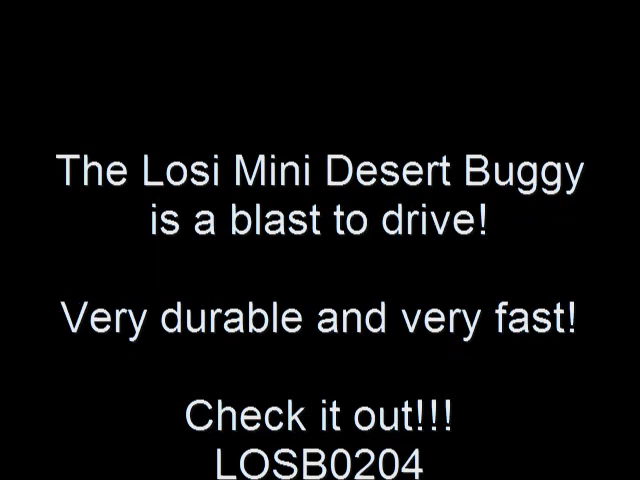 The Losi Mini Desert Buggy
is a blast to drive!
Very durable and very fast!
Check it out!!!
LOSB0204